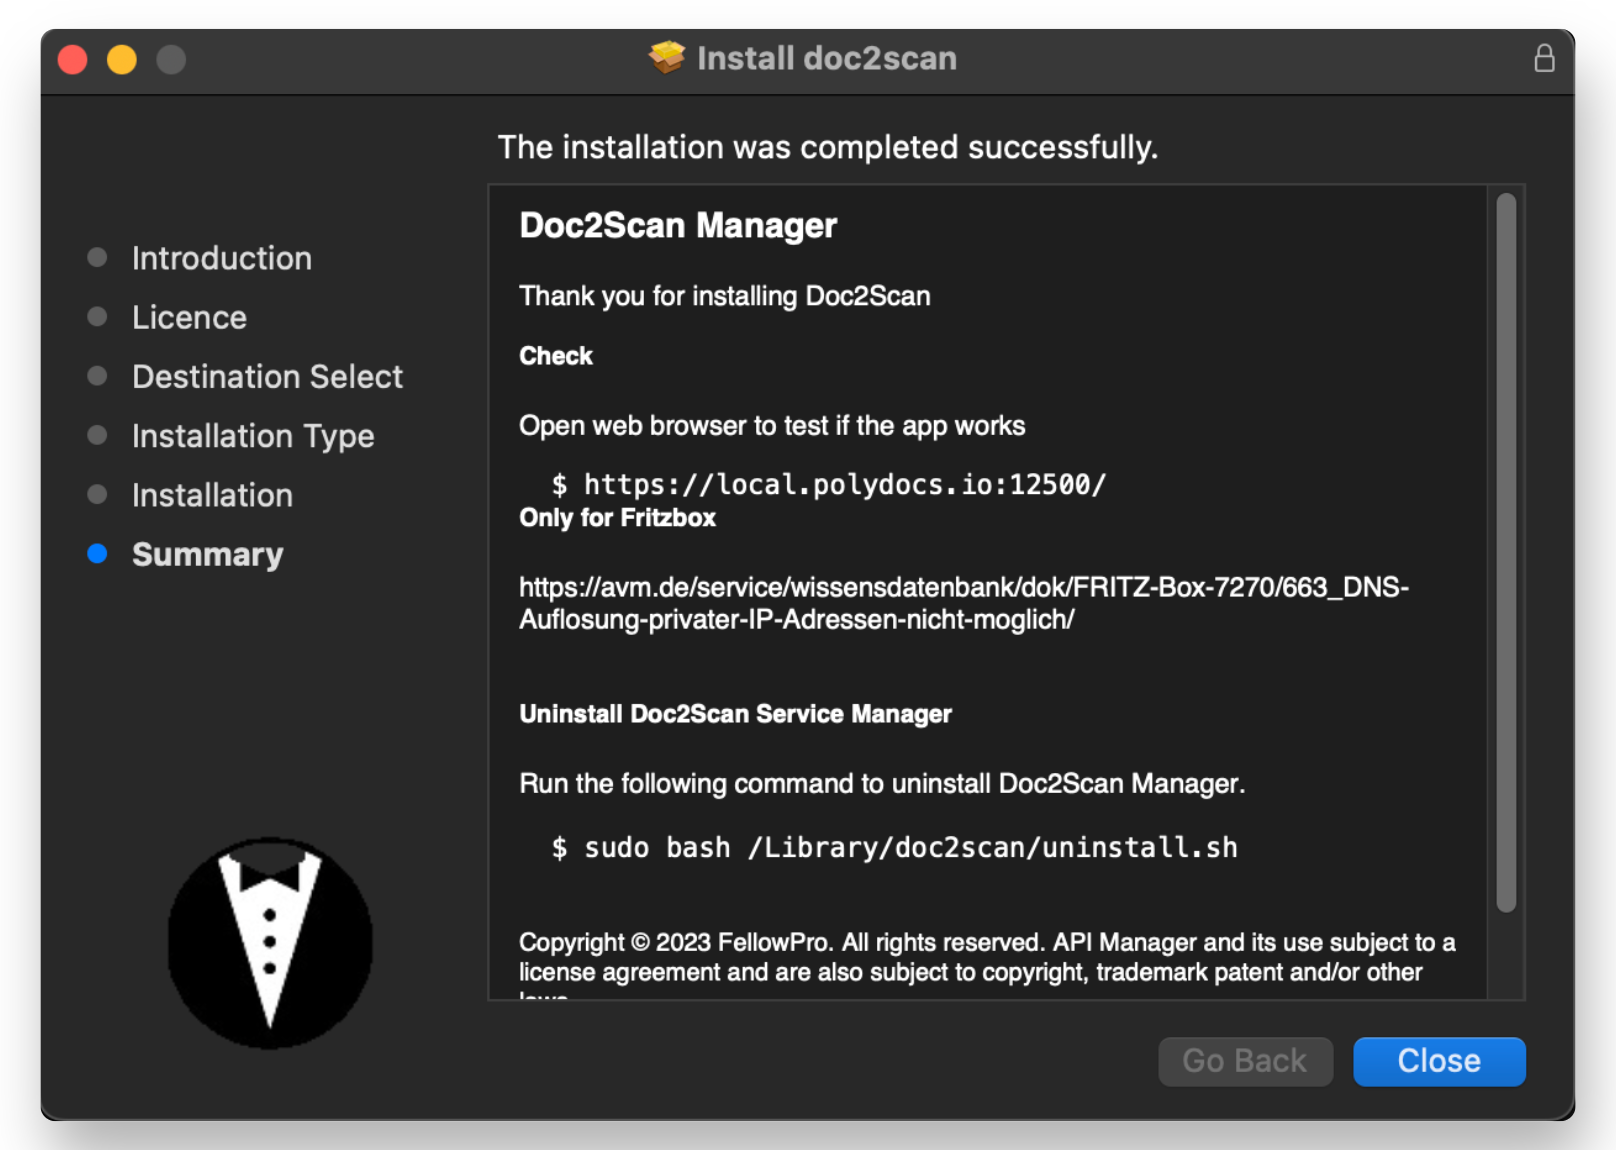 Install doc2scan
The installation was completed successfully.
Introduction
Licence
Destination Select
Installation Type
Installation
Summary
Doc2Scan Manager
Thank you for installing Doc2Scan
Check
Open web browser to test if the app works
$ https://local.polydocs.io:12500/
Only for Fritzbox
https://avm.de/service/wissensdatenbank/dok/FRITZ-Box-7270/663_DNS-
Auflosung-privater-IP-Adressen-nicht-moglich/
Uninstall Doc2Scan Service Manager
Run the following command to uninstall Doc2Scan Manager.
$ sudo bash /Library/doc2scan/uninstall.sh
Copyright © 2023 FellowPro. All rights reserved. API Manager and its use subject to a
license agreement and are also subject to copyright, trademark patent and/or other
Go Back
Close